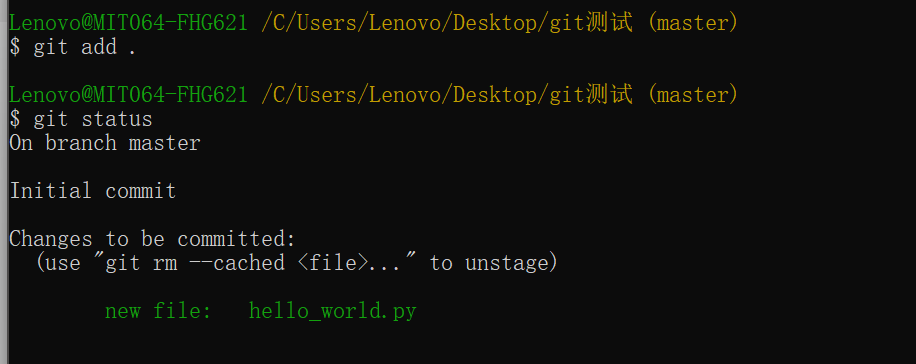 Lenovo@MIT064-FHG621 /C/Users/Lenovo/Desktop/git测试 (master)
$ git add .
Lenovo@MIT064-FHG621 /C/Users/Lenovo/Desktop/git测试 (master)
$ git status
On branch master
Initial commit
Changes to be committed:
  (use "git rm --cached <file>..." to unstage)
        new file:   hello_world.py